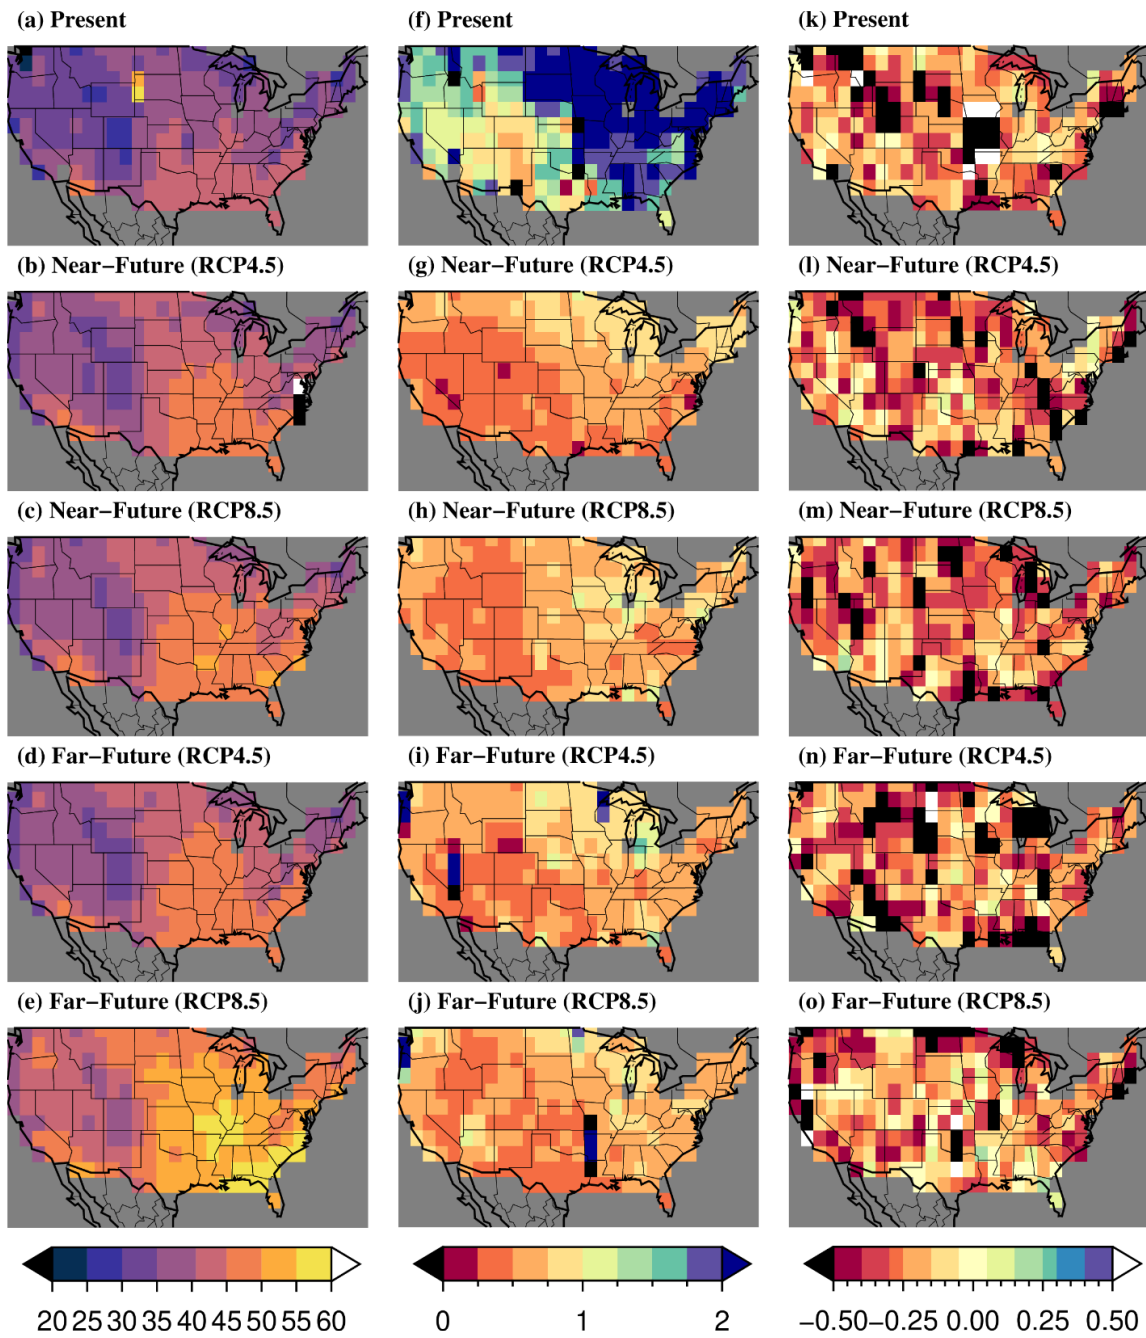 (a) Present (f) Present (k) Present
(b) Near−Future (RCP4.5) (g) Near−Future (RCP4.5) (l) Near−Future (RCP4.5)
(c) Near−Future (RCP8.5) (h) Near−Future (RCP8.5) (m) Near−Future (RCP8.5)
(d) Far−Future (RCP4.5) (i) Far−Future (RCP4.5) (n) Far−Future (RCP4.5)
(e) Far−Future (RCP8.5) (j) Far−Future (RCP8.5) (o) Far−Future (RCP8.5)
20 25 30 35 40 45 50 55 60 0 1 2 −0.50 −0.25 0.00 0.25 0.50